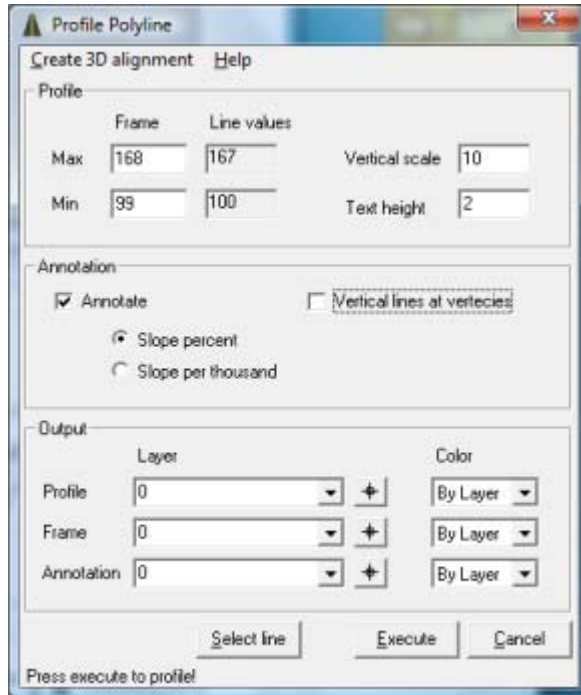 Profile Polyline
Create 3D alignment Help
Profile
Frame Line values
Max 168 167 Vertical scale 10
Min 99 100 Text height 2
Annotation
Annotate Vertical lines at vertecies
Slope percent
Slope per thousand
Output
Layer Color
Profile 0 By Layer
Frame 0 By Layer
Annotation 0 By Layer
Select line Execute Cancel
Press execute to profile!